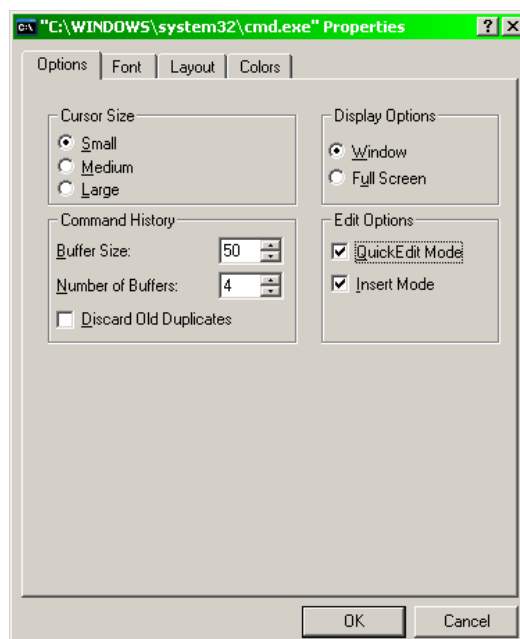 "C:\WINDOWS\system32\cmd.exe" Properties
Options Font Layout Colors
Cursor Size
Small
Medium
Large
Display Options
Window
Full Screen
Command History
Buffer Size: 50
Number of Buffers: 4
Discard Old Duplicates
Edit Options
QuickEdit Mode
Insert Mode
OK Cancel